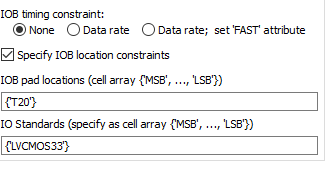 IOB timing constraint:
None Data rate Data rate; set 'FAST' attribute
Specify IOB location constraints
IOB pad locations (cell array {'MSB', ..., 'LSB'})
{'T20'}
IO Standards (specify as cell array {'MSB', ..., 'LSB'})
{'LVCMOS33'}